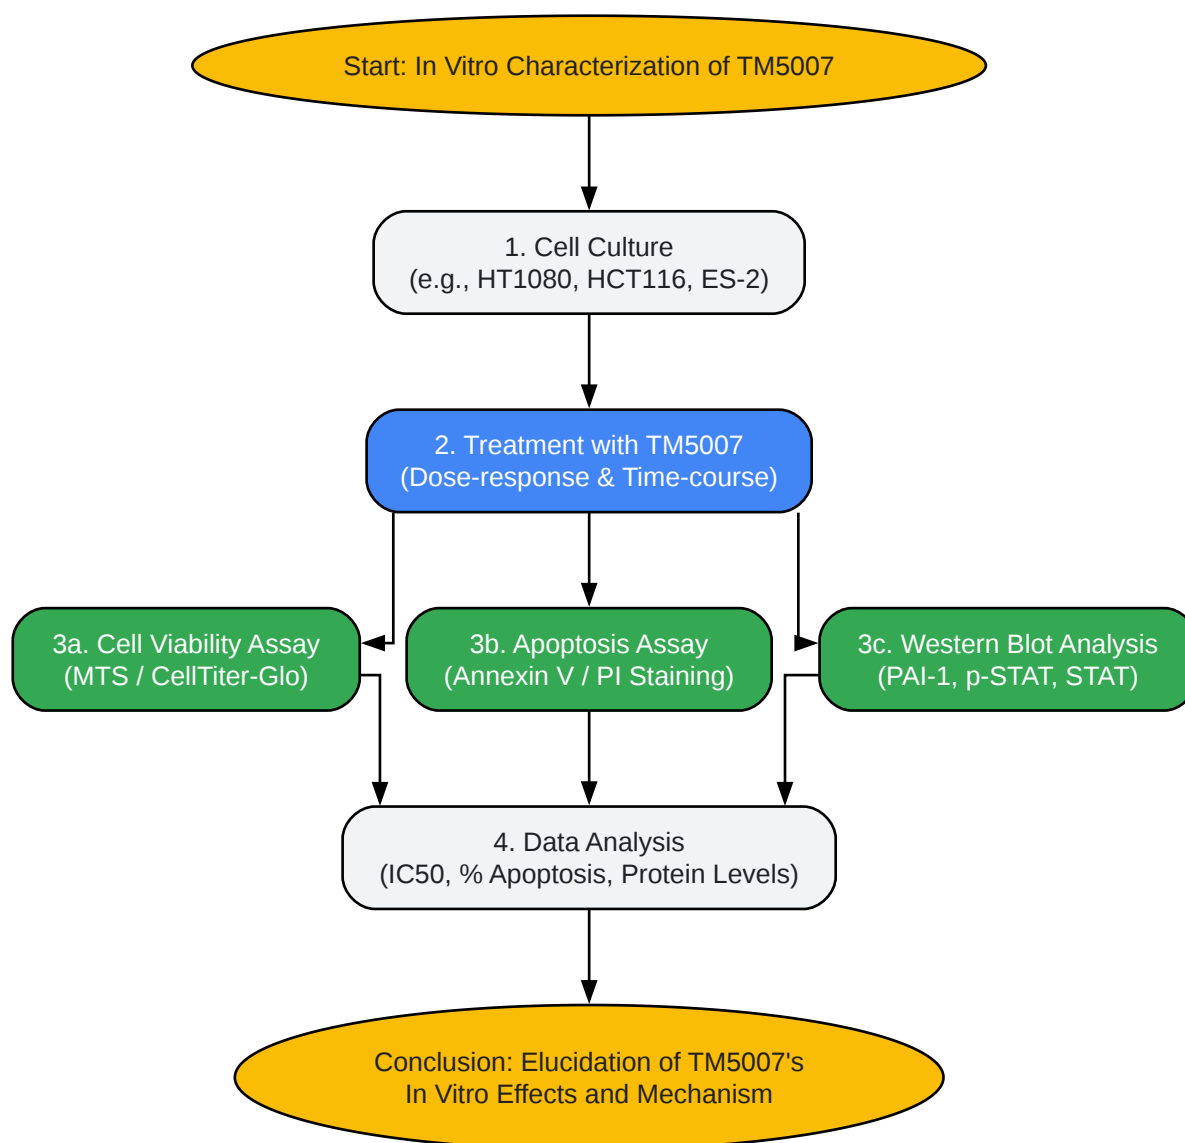 Start: In Vitro Characterization of TM5007
1. Cell Culture
(e.g., HT1080, HCT116, ES-2)
2. Treatment with TM5007
(Dose-response & Time-course)
3a. Cell Viability Assay
(MTS / CellTiter-Glo)
3b. Apoptosis Assay
(Annexin V / PI Staining)
3c. Western Blot Analysis
(PAI-1, p-STAT, STAT)
4. Data Analysis
(IC50, % Apoptosis, Protein Levels)
Conclusion: Elucidation of TM5007's
In Vitro Effects and Mechanism